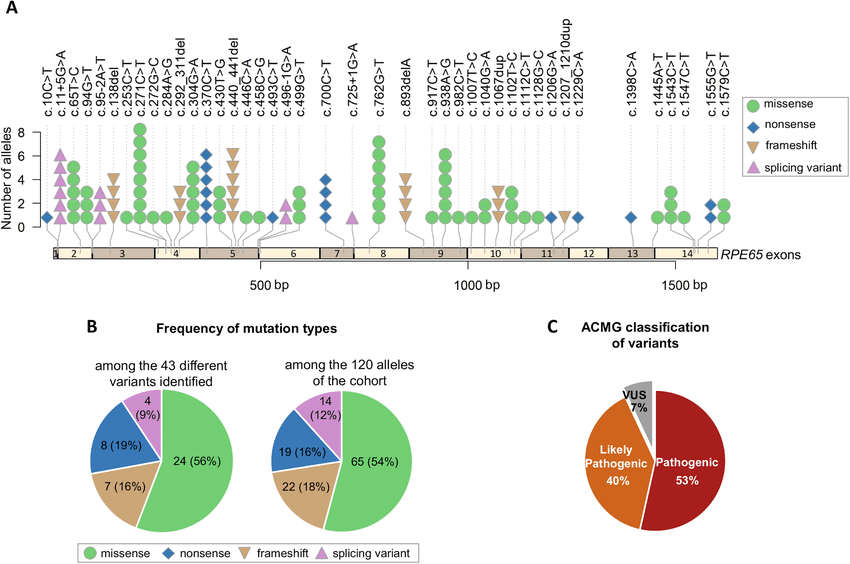 A
c.10C>T
c.11+5G>A
c.65T>C
c.94G>T
c.95-2A>T
c.138del
c.253C>T
c.271C>T
c.272G>C
c.284A>G
c.292_311del
c.304G>A
c.370C>T
c.430T>G
c.440_441del
c.446C>A
c.458C>G
c.493C>T
c.496-1G>A
c.499G>T
c.700C>T
c.725+1G>A
c.762G>T
c.893delA
c.917C>T
c.938A>G
c.982C>T
c.1007T>C
c.1040G>A
c.1067dup
c.1102T>C
c.1112C>T
c.1128G>C
c.1206G>A
c.1207_1210dup
c.1229C>A
c.1398C>A
c.1445A>T
c.1543C>T
c.1547C>T
c.1555G>T
c.1579C>T
missense
nonsense
frameshift
splicing variant
Number of alleles
8
6
4
2
0
1 2 3 4 5 6 7 8 9 10 11 12 13 14 RPE65 exons
500 bp 1000 bp 1500 bp
B
Frequency of mutation types
among the 43 different
variants identified
4
(9%)
8 (19%)
24 (56%)
7 (16%)
among the 120 alleles
of the cohort
14
(12%)
19 (16%)
65 (54%)
22 (18%)
missense nonsense frameshift splicing variant
C
ACMG classification
of variants
VUS
7%
Likely
Pathogenic
40%
Pathogenic
53%